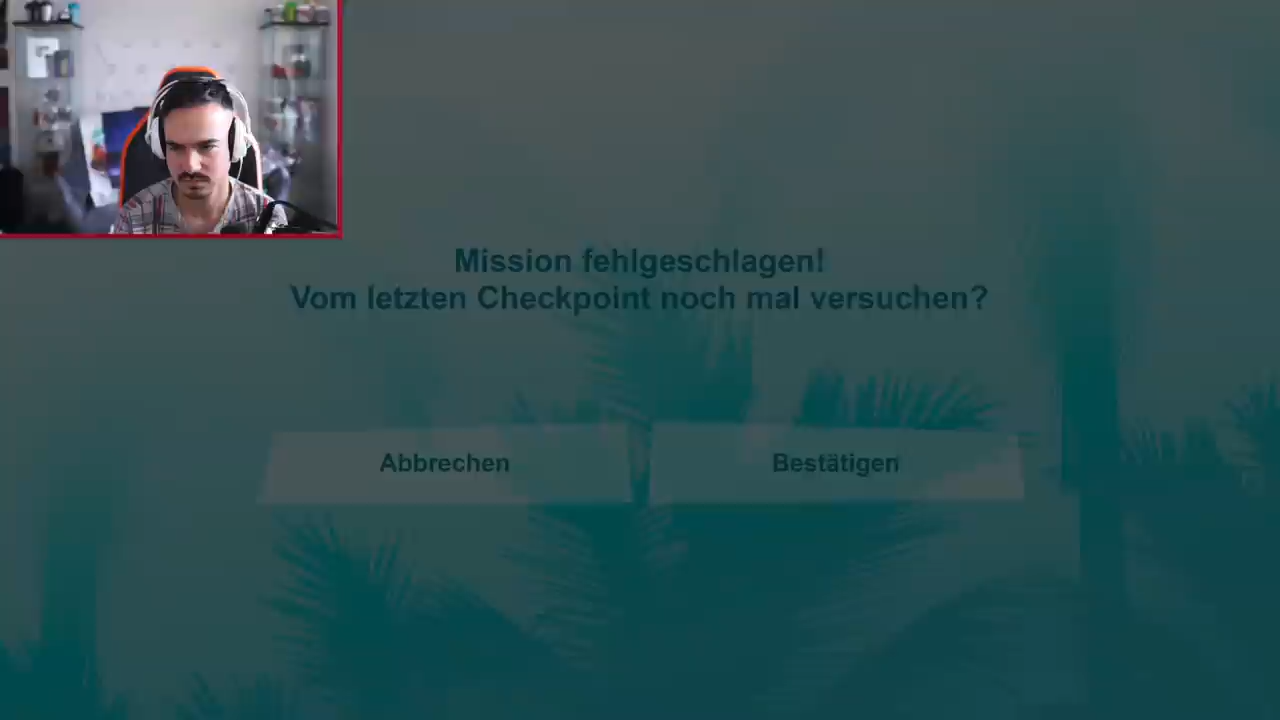 Mission fehlgeschlagen!
Vom letzten Checkpoint noch mal versuchen?
Abbrechen
Bestätigen